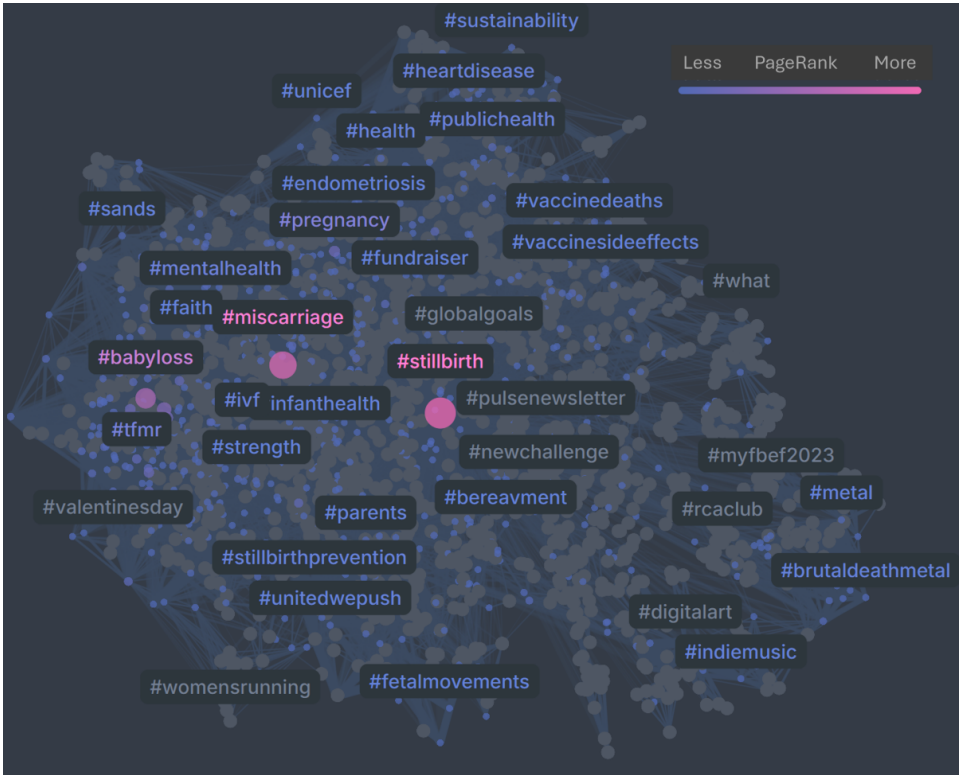 #sustainability
Less PageRank More
#heartdisease
#unicef
#publichealth
#health
#endometriosis
#vaccinedeaths
#sands
#pregnancy
#vaccinesideeffects
#fundraiser
#mentalhealth
#what
#faith
#miscarriage
#globalgoals
#babyloss
#stillbirth
#ivf
infanthealth
#pulsenewsletter
#tfmr
#strength
#newchallenge
#myfbef2023
#bereavment
#metal
#valentinesday
#parents
#rcaclub
#stillbirthprevention
#brutaldeathmetal
#unitedwepush
#digitalart
#indiemusic
#womensrunning
#fetalmovements